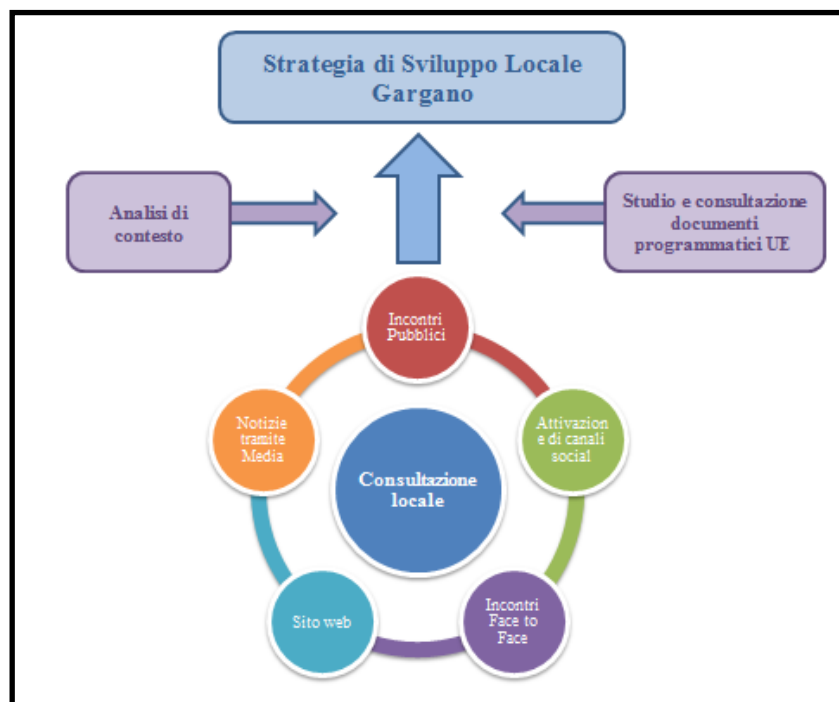 Strategia di Sviluppo Locale
Gargano
Analisi di
contesto
Studio e consultazione
documenti
programmatici UE
Incontri
Pubblici
Notizie
tramite
Media
Attivazion
e di canali
social
Consultazione
locale
Sito web
Incontri
Face to
Face